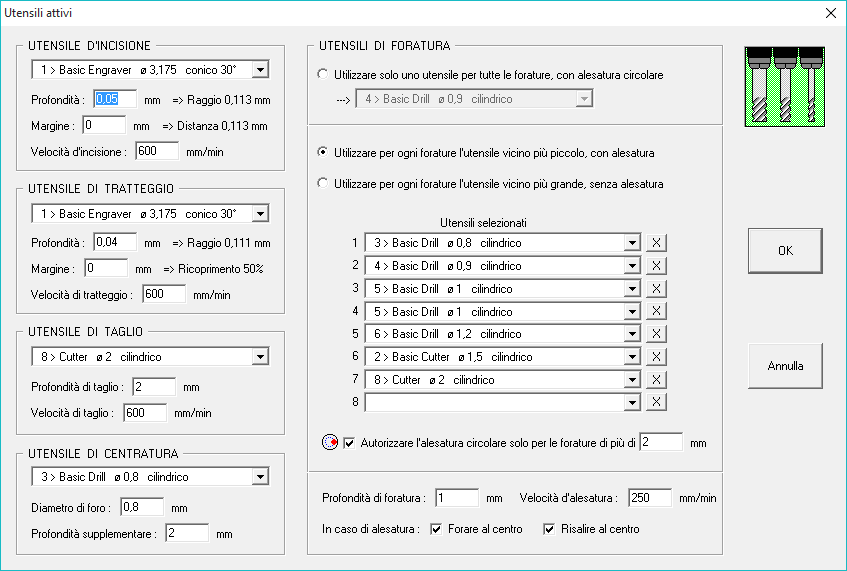 Utensili attivi
UTENSILE D'INCISIONE
1 > Basic Engraver ø 3,175 conico 30°
Profondità : 0,05 mm => Raggio 0,113 mm
Margine : 0 mm => Distanza 0,113 mm
Velocità d'incisione : 600 mm/min
UTENSILE DI TRATTEGGIO
1 > Basic Engraver ø 3,175 conico 30°
Profondità : 0,04 mm => Raggio 0,111 mm
Margine : 0 mm => Ricoprimento 50%
Velocità di tratteggio : 600 mm/min
UTENSILE DI TAGLIO
8 > Cutter ø 2 cilindrico
Profondità di taglio : 2 mm
Velocità di taglio : 600 mm/min
UTENSILE DI CENTRATURA
3 > Basic Drill ø 0,8 cilindrico
Diametro di foro : 0,8 mm
Profondità supplementare : 2 mm
UTENSILI DI FORATURA
Utilizzare solo uno utensile per tutte le forature, con alesatura circolare
---> 4 > Basic Drill ø 0,9 cilindrico
Utilizzare per ogni forature l'utensile vicino più piccolo, con alesatura
Utilizzare per ogni forature l'utensile vicino più grande, senza alesatura
Utensili selezionati
1 3 > Basic Drill ø 0,8 cilindrico X
2 4 > Basic Drill ø 0,9 cilindrico X
3 5 > Basic Drill ø 1 cilindrico X
4 5 > Basic Drill ø 1 cilindrico X
5 6 > Basic Drill ø 1,2 cilindrico X
6 2 > Basic Cutter ø 1,5 cilindrico X
7 8 > Cutter ø 2 cilindrico X
8 X
Autorizzare l'alesatura circolare solo per le forature di più di 2 mm
Profondità di foratura : 1 mm Velocità d'alesatura : 250 mm/min
In caso di alesatura : Forare al centro Risalire al centro
OK
Annulla